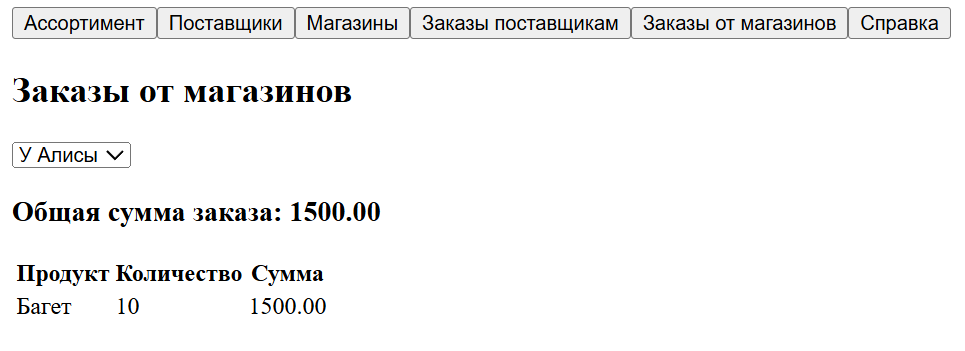 Ассортимент Поставщики Магазины Заказы поставщикам Заказы от магазинов Справка
Заказы от магазинов
У Алисы
Общая сумма заказа: 1500.00
Продукт Количество Сумма
Багет 10 1500.00